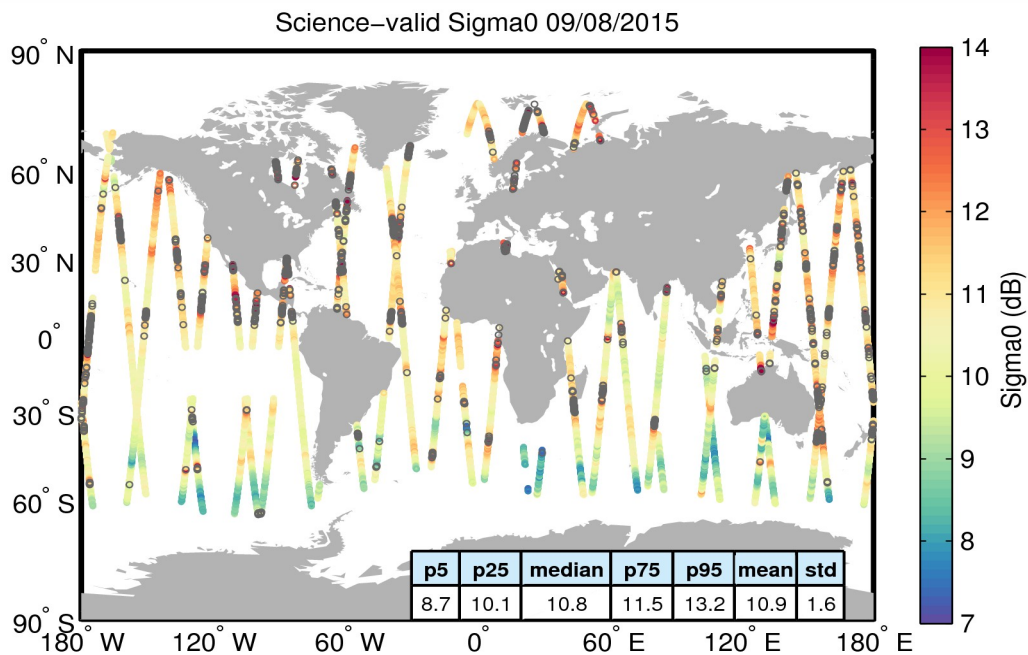 Science−valid Sigma0 09/08/2015
90° N
60° N
30° N
0°
30° S
60° S
90° S
180° W
120° W
60° W
0°
60° E
120° E
180° E
p5 p25 median p75 p95 mean std
8.7 10.1 10.8 11.5 13.2 10.9 1.6
14
13
12
11
10
9
8
7
Sigma0 (dB)